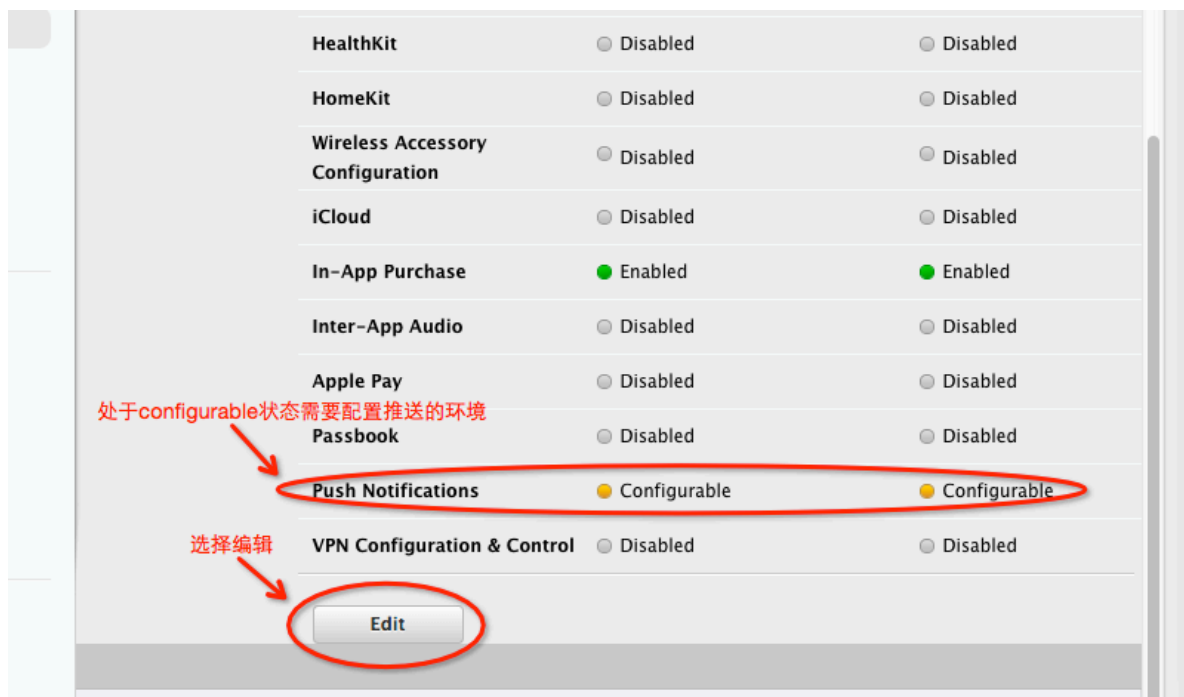 HealthKit Disabled Disabled
HomeKit Disabled Disabled
Wireless Accessory
Configuration Disabled Disabled
iCloud Disabled Disabled
In-App Purchase Enabled Enabled
Inter-App Audio Disabled Disabled
Apple Pay Disabled Disabled
处于configurable状态需要配置推送的环境
Passbook Disabled Disabled
Push Notifications Configurable Configurable
选择编辑
VPN Configuration & Control Disabled Disabled
Edit